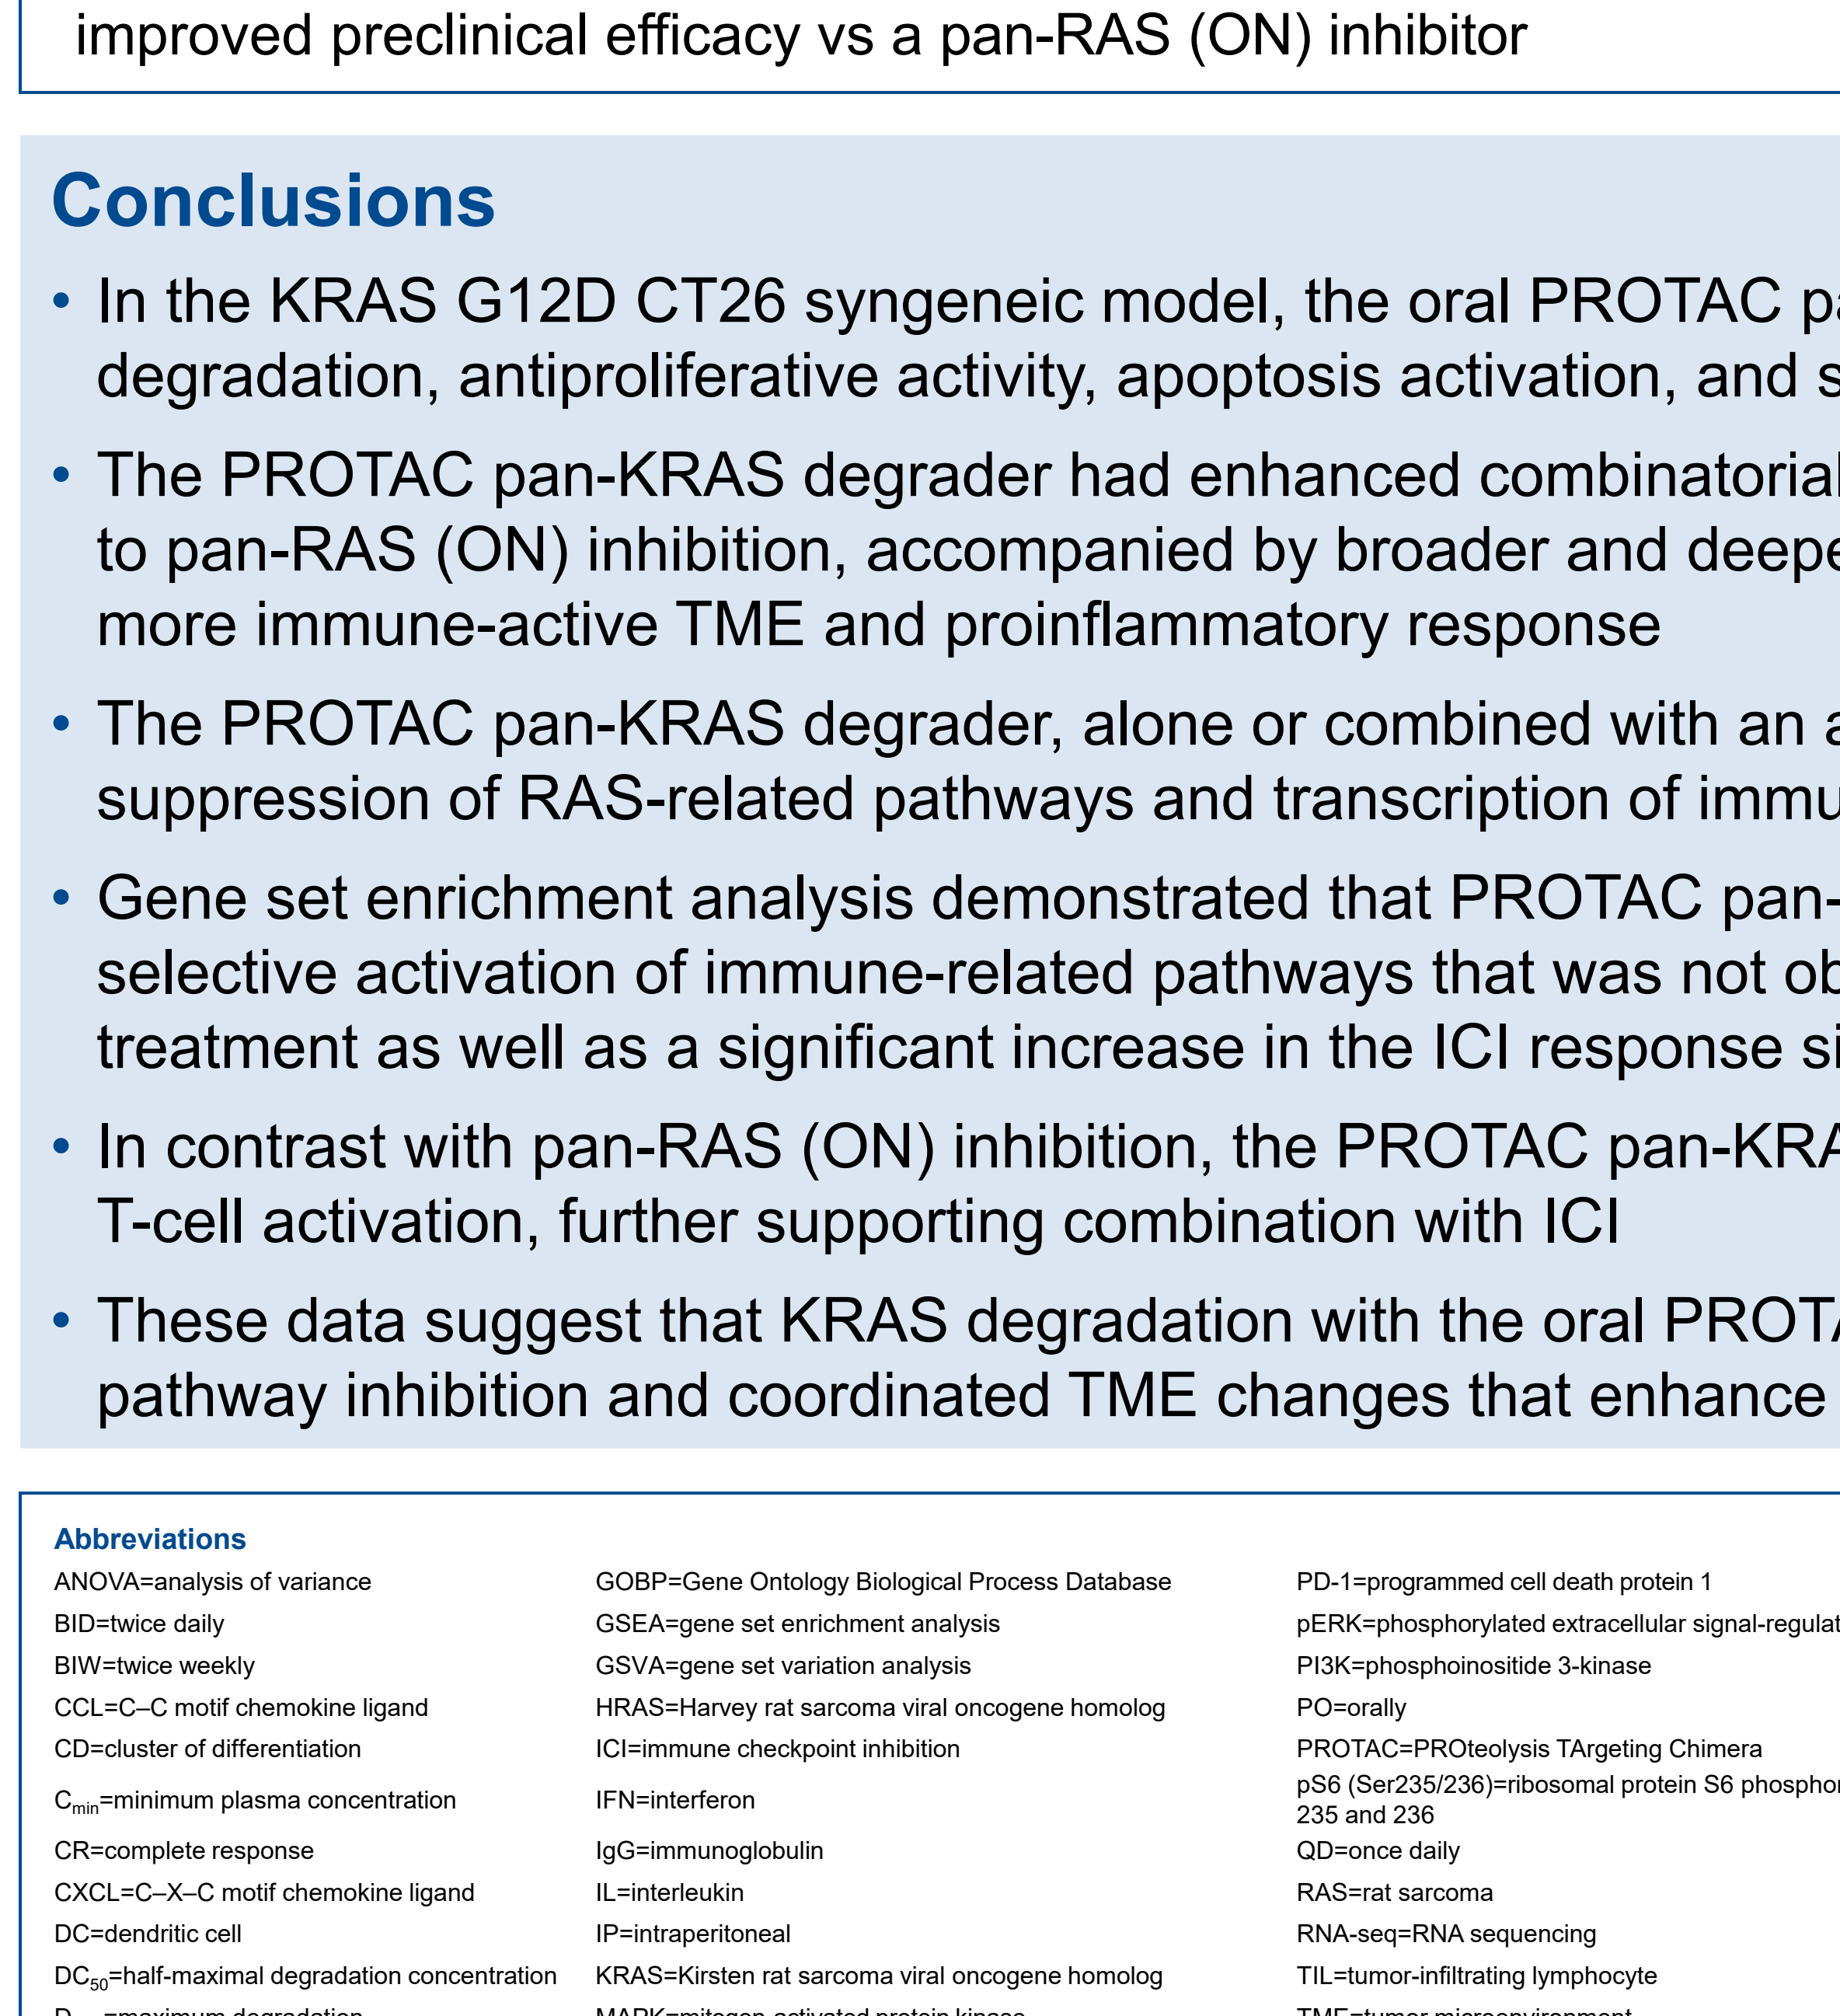 improved preclinical efficacy vs a pan-RAS (ON) inhibitor
Conclusions
• In the KRAS G12D CT26 syngeneic model, the oral PROTAC
degradation, antiproliferative activity, apoptosis activation, and
• The PROTAC pan-KRAS degrader had enhanced combinatorial
to pan-RAS (ON) inhibition, accompanied by broader and
more immune-active TME and proinflammatory response
• The PROTAC pan-KRAS degrader, alone or combined with an
suppression of RAS-related pathways and transcription of
• Gene set enrichment analysis demonstrated that PROTAC pan-
selective activation of immune-related pathways that was not
treatment as well as a significant increase in the ICI response
• In contrast with pan-RAS (ON) inhibition, the PROTAC
T-cell activation, further supporting combination with ICI
• These data suggest that KRAS degradation with the oral
pathway inhibition and coordinated TME changes that enhance
Abbreviations
ANOVA=analysis of variance
BID=twice daily
BIW=twice weekly
CCL=C–C motif chemokine ligand
CD=cluster of differentiation
Cmin=minimum plasma concentration
CR=complete response
CXCL=C–X–C motif chemokine ligand
DC=dendritic cell
DC50=half-maximal degradation concentration
GOBP=Gene Ontology Biological Process Database
GSEA=gene set enrichment analysis
GSVA=gene set variation analysis
HRAS=Harvey rat sarcoma viral oncogene homolog
ICI=immune checkpoint inhibition
IFN=interferon
IgG=immunoglobulin
IL=interleukin
IP=intraperitoneal
KRAS=Kirsten rat sarcoma viral oncogene homolog
MAPK=mitogen-activated protein kinase
PD-1=programmed cell death protein 1
pERK=phosphorylated extracellular
PI3K=phosphoinositide 3-kinase
PO=orally
PROTAC=PROteolysis TArgeting Chimera
pS6 (Ser235/236)=ribosomal protein S6
235 and 236
QD=once daily
RAS=rat sarcoma
RNA-seq=RNA sequencing
TIL=tumor-infiltrating lymphocyte
TME=tumor microenvironment